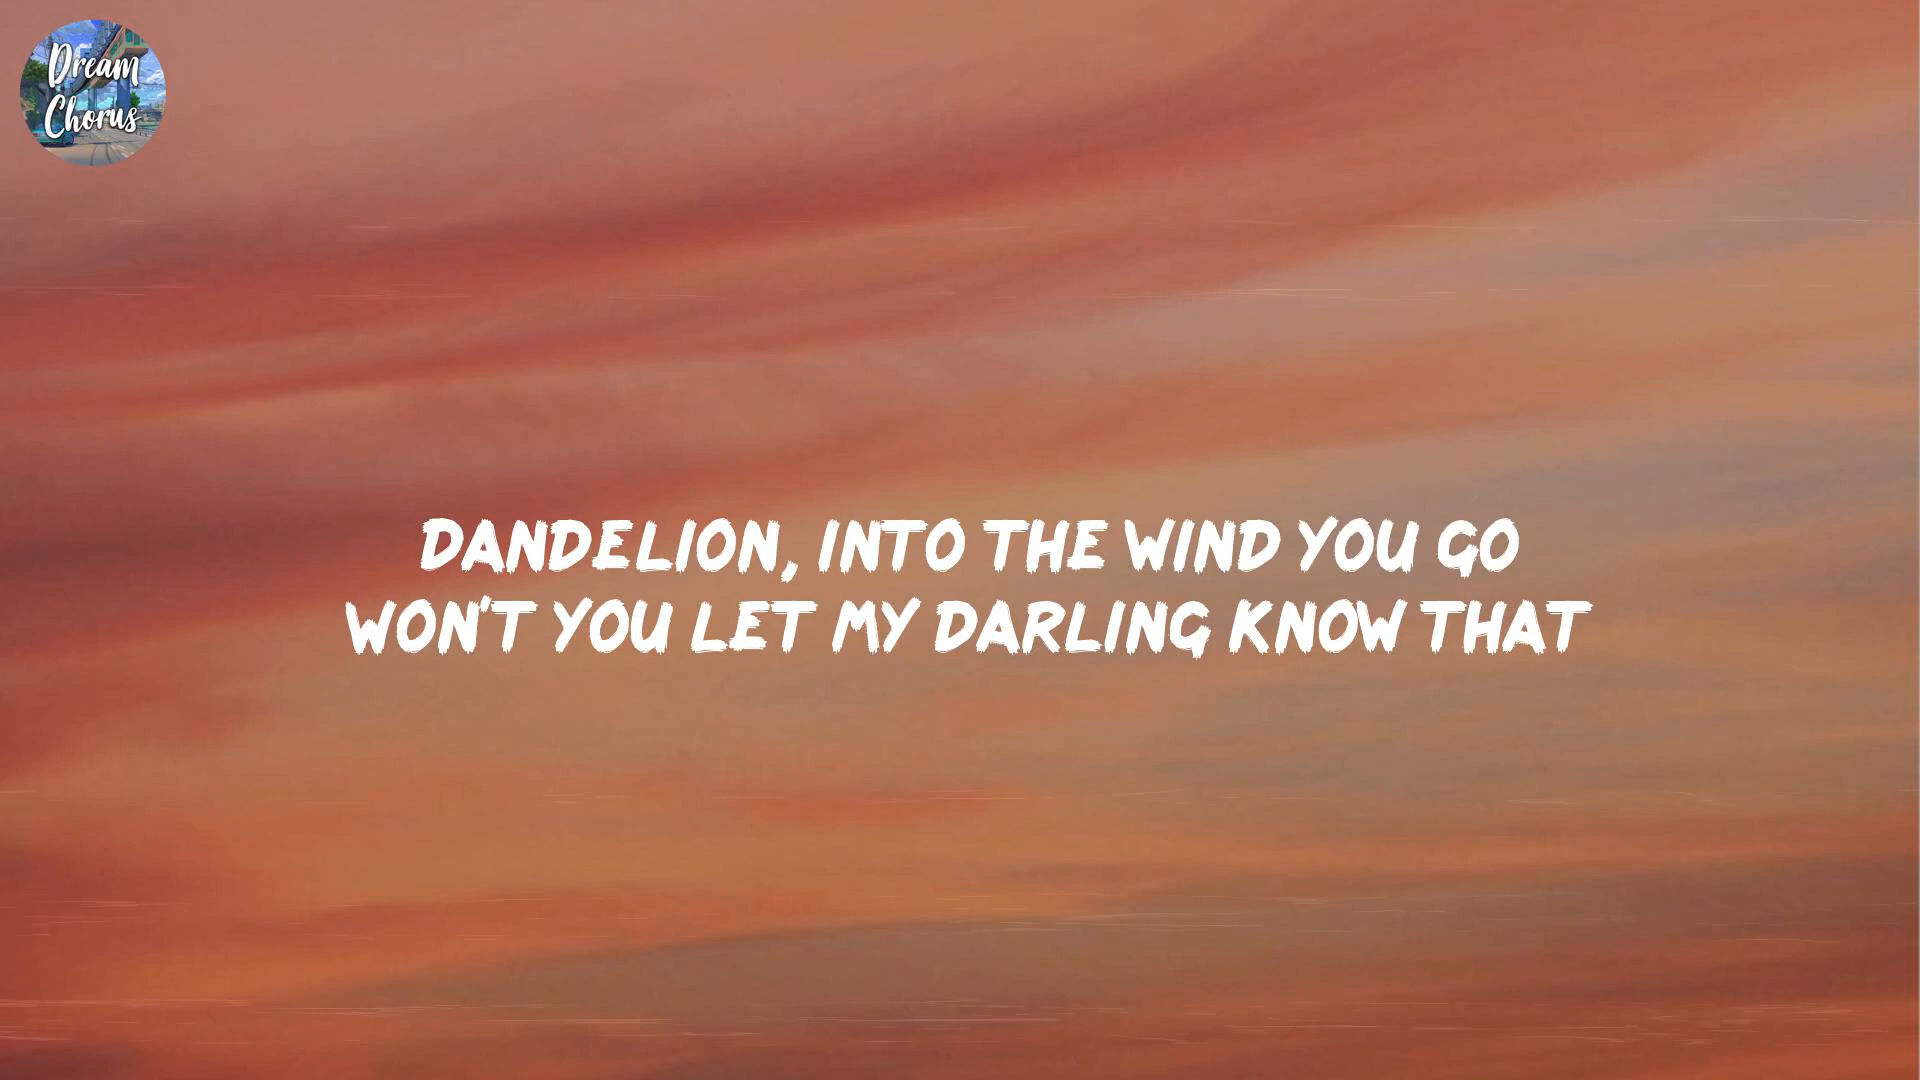 Dream
Chorus
DANDELION, INTO THE WIND YOU GO
WON'T YOU LET MY DARLING KNOW THAT